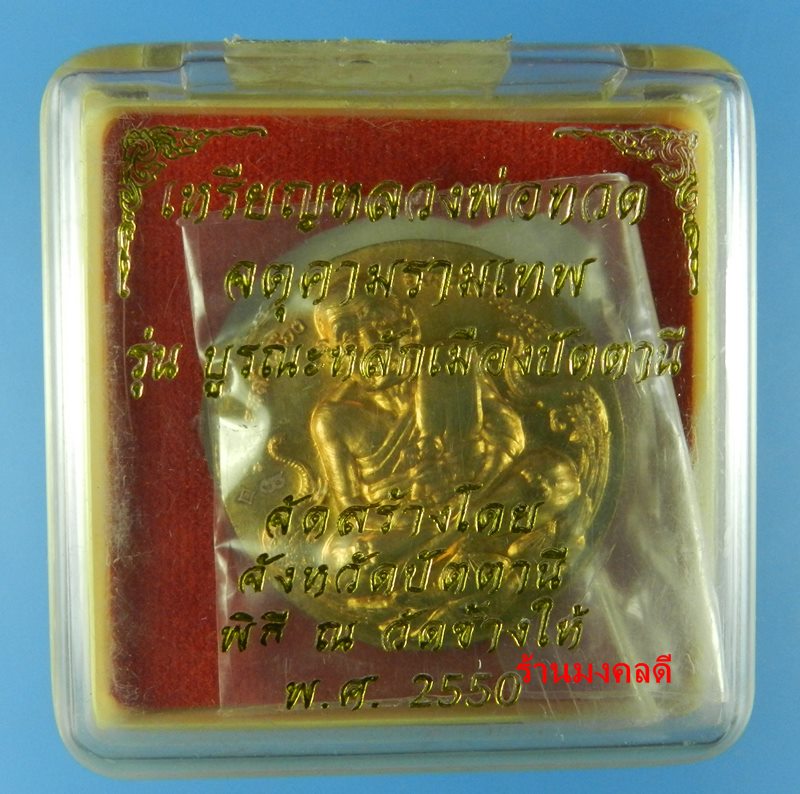 เหรียญหลวงพ่อทวด
จตุคามรามเทพ
รุ่น บูรณะหลักเมืองปัตตานี
จัดสร้างโดย
จังหวัดปัตตานี
พิธี ณ วัดช้างให้
พ.ศ. 2550
ร้านมงคลดี